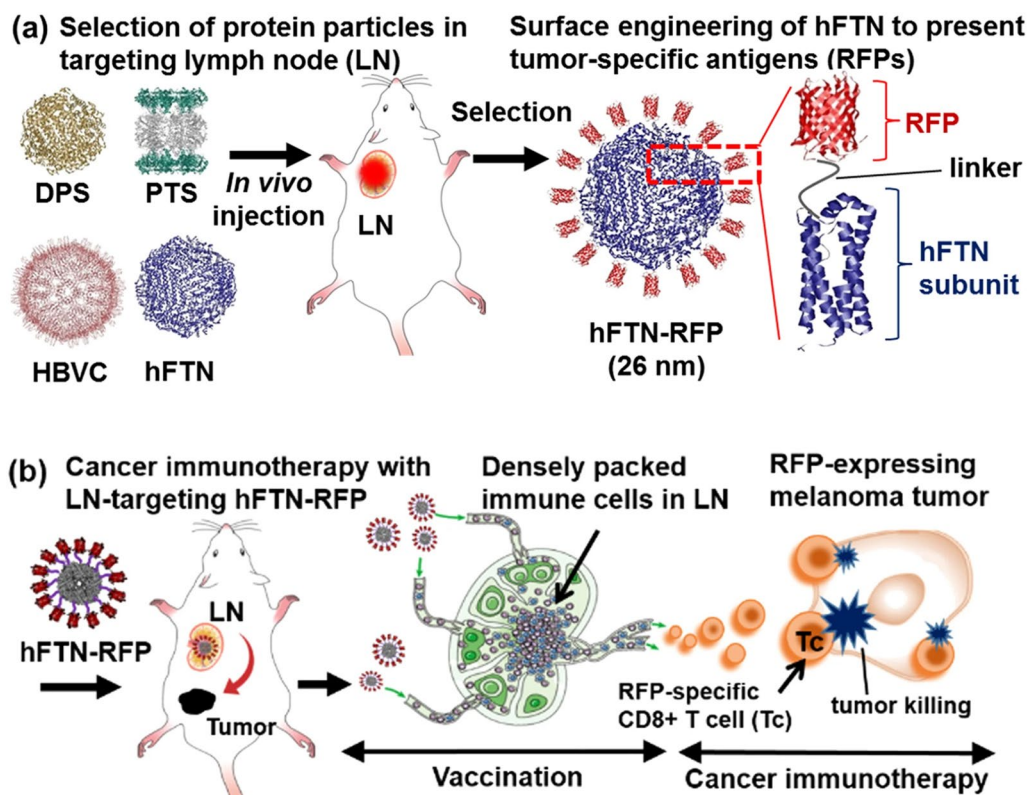 (a) Selection of protein particles in
targeting lymph node (LN)
Surface engineering of hFTN to present
tumor-specific antigens (RFPs)
DPS
PTS
In vivo
injection
LN
Selection
RFP
linker
hFTN
subunit
HBVC
hFTN
hFTN-RFP
(26 nm)
(b) Cancer immunotherapy with
LN-targeting hFTN-RFP
Densely packed
immune cells in LN
RFP-expressing
melanoma tumor
LN
hFTN-RFP
Tumor
Tc
RFP-specific
CD8+ T cell (Tc)
tumor killing
Vaccination
Cancer immunotherapy